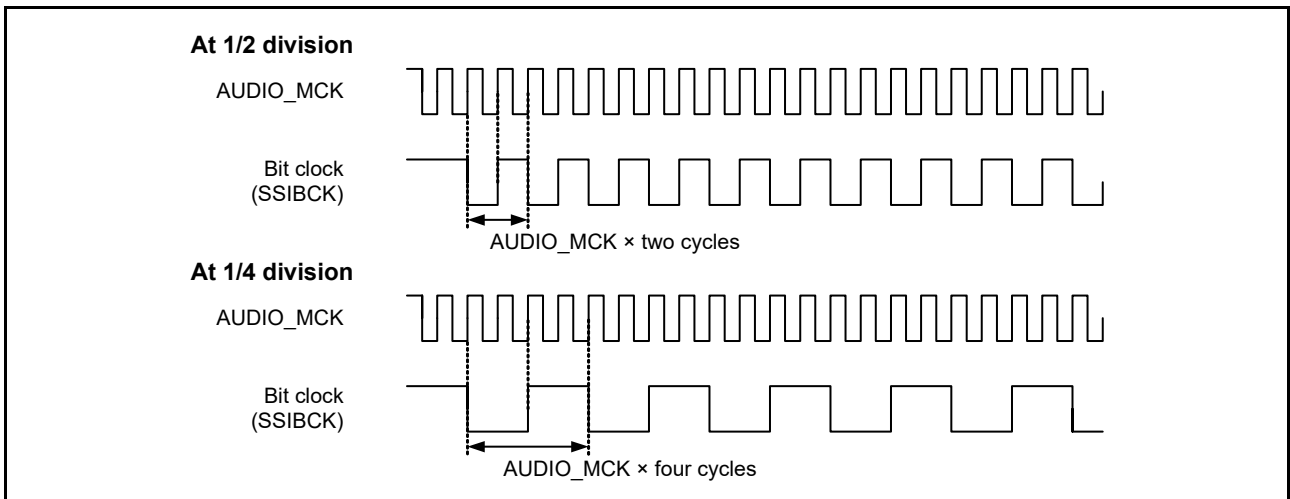 At 1/2 division
AUDIO_MCK
Bit clock
(SSIBCK)
AUDIO_MCK × two cycles
At 1/4 division
AUDIO_MCK
Bit clock
(SSIBCK)
AUDIO_MCK × four cycles